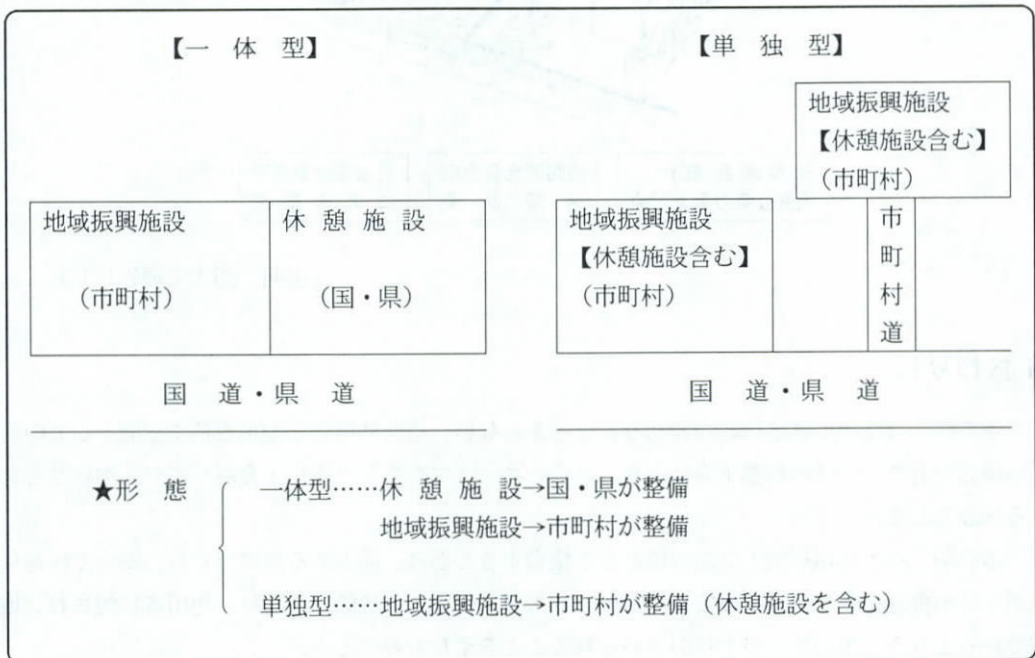 【一 体 型】
地域振興施設
(市町村)
休 憩 施 設
(国・県)
国 道・県 道
【単 独 型】
地域振興施設
【休憩施設含む】
(市町村)
地域振興施設
【休憩施設含む】
(市町村)
市
町
村
道
国 道・県 道
★形 態
一体型……休 憩 施 設→国・県が整備
地域振興施設→市町村が整備
単独型……地域振興施設→市町村が整備(休憩施設を含む)